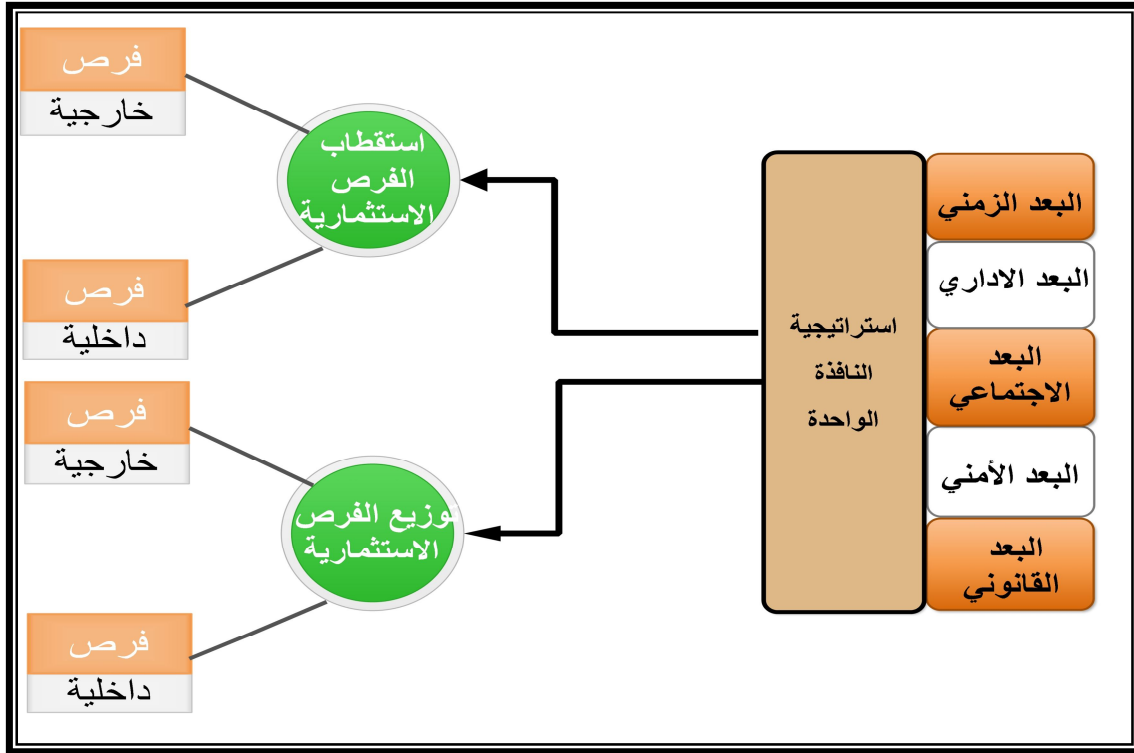 البعد الزمني
البعد الاداري
البعد
الاجتماعي
البعد الأمني
البعد
القانوني
استراتيجية
النافذة
الواحدة
استقطاب
الفرص
الاستثمارية
فرص
خارجية
فرص
داخلية
توزيع الفرص
الاستثمارية
فرص
خارجية
فرص
داخلية